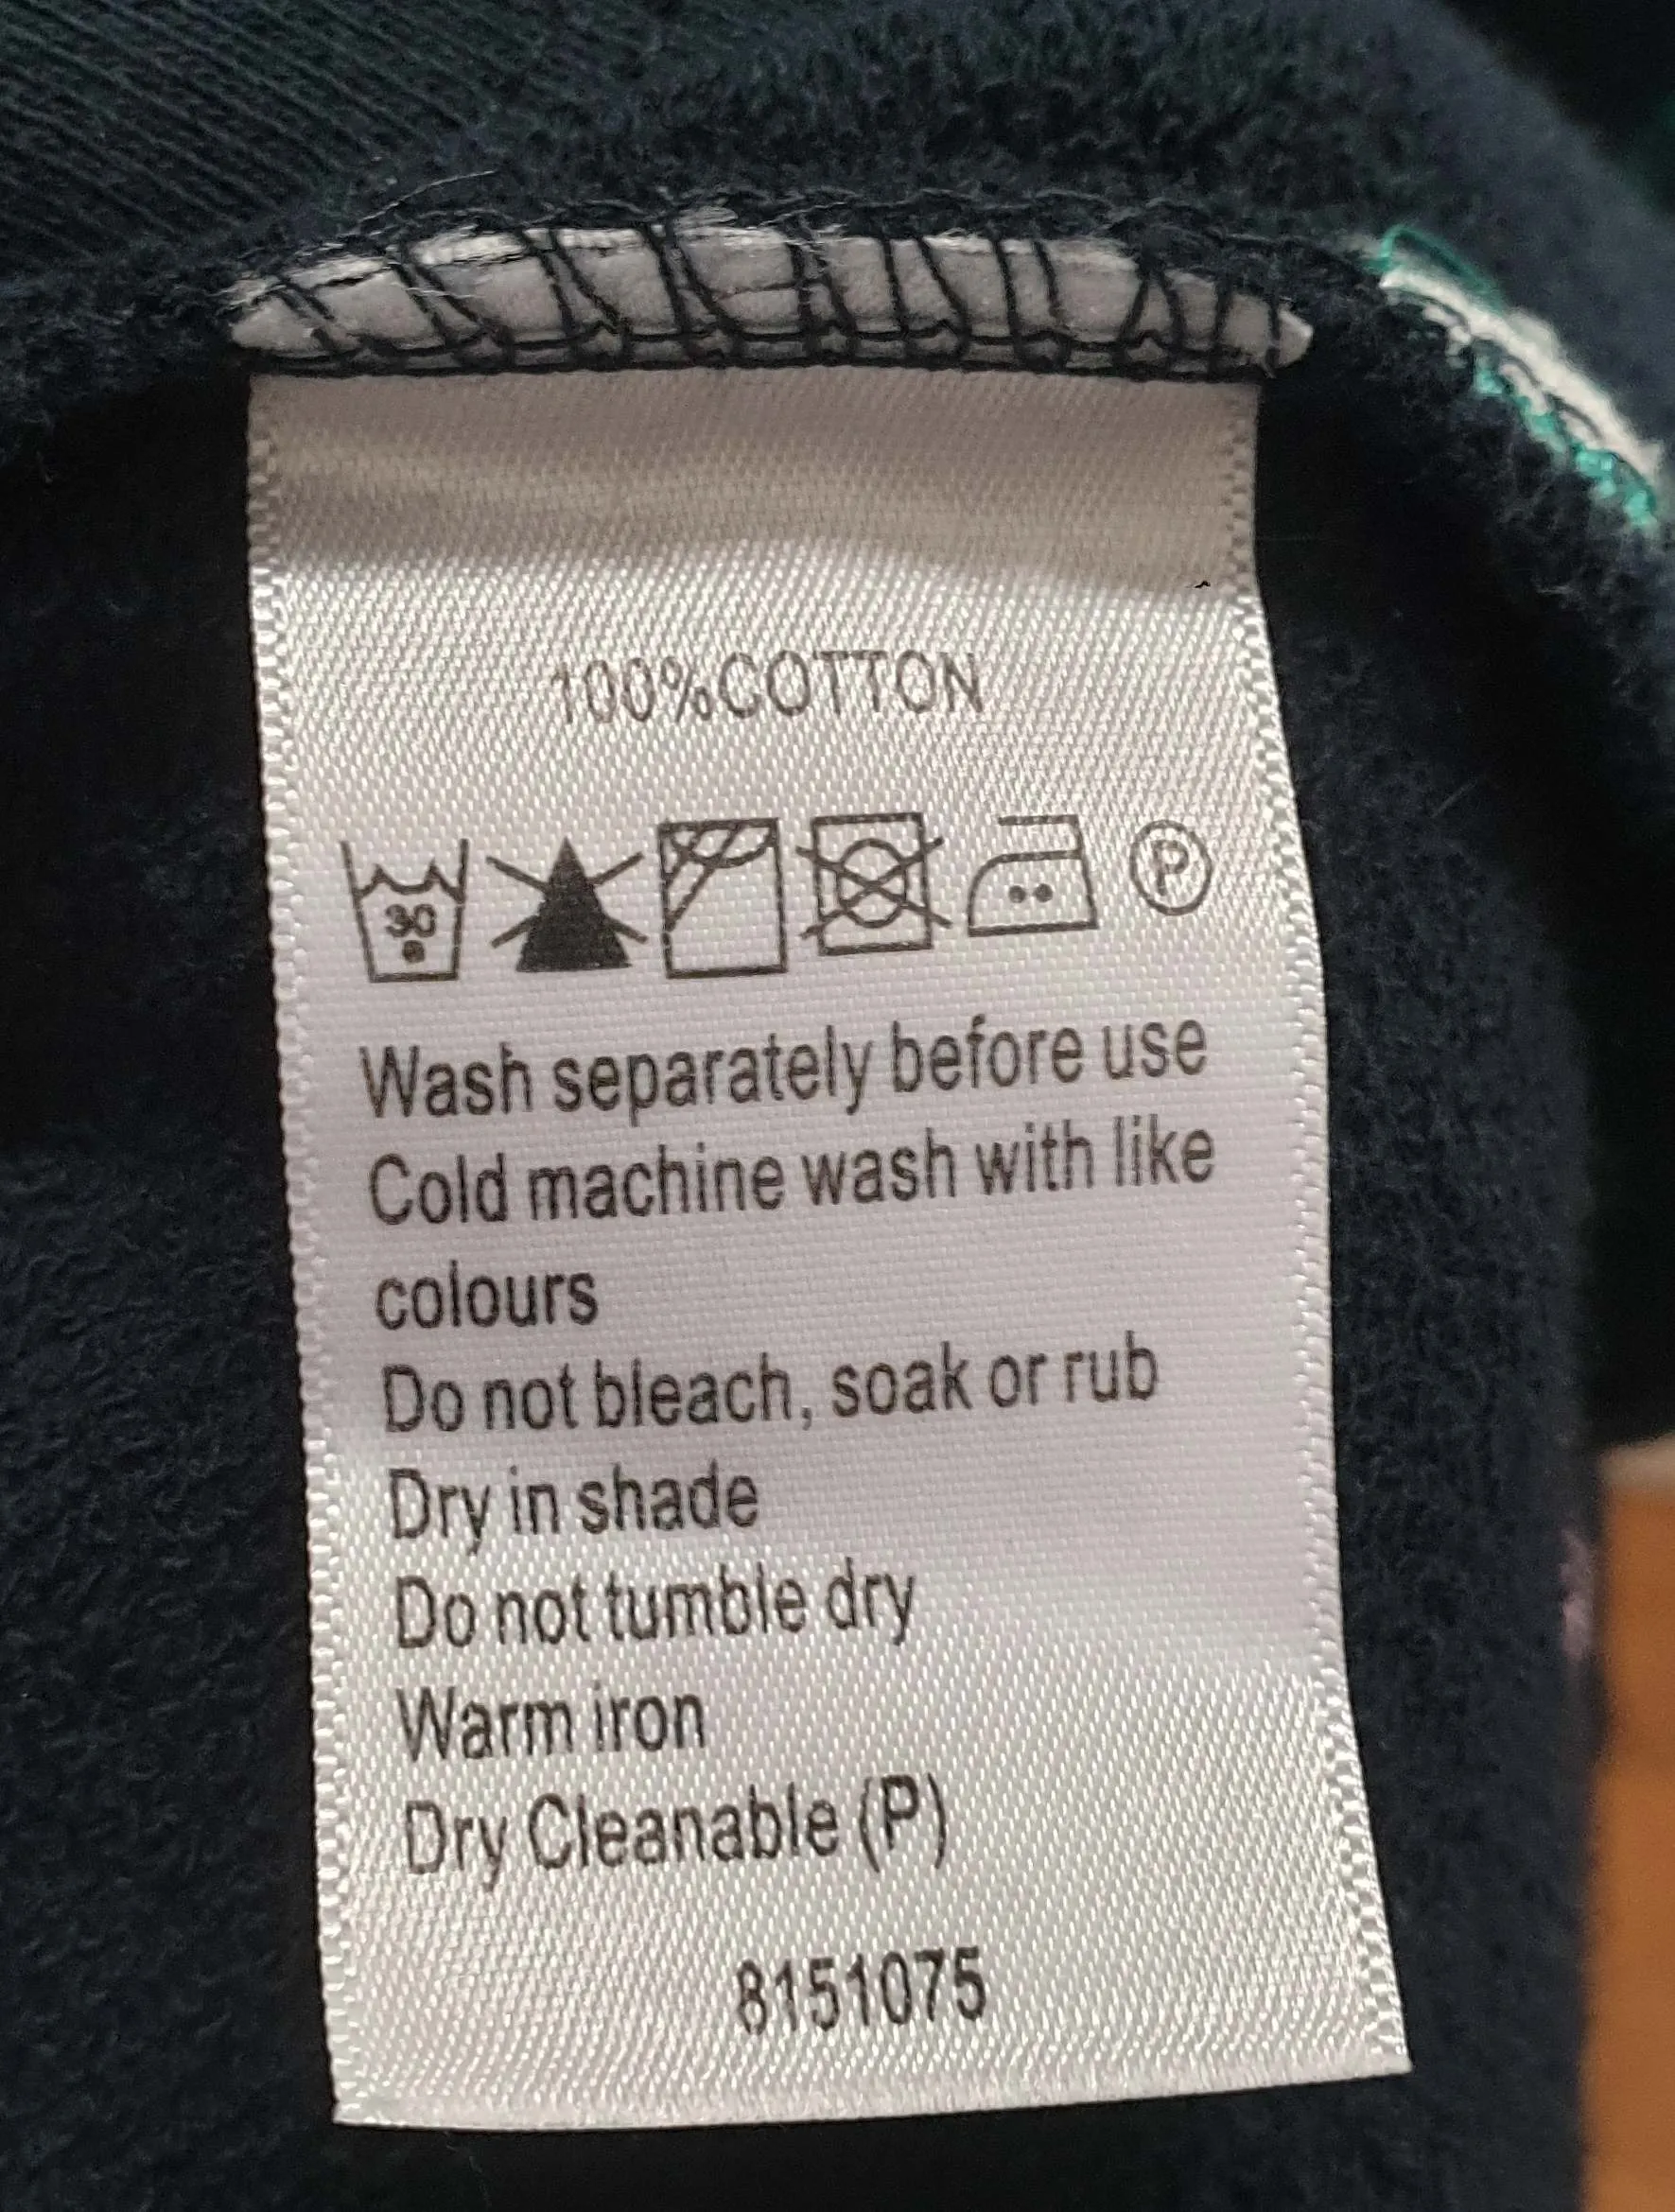 100%COTTON
30 P
Wash separately before use
Cold machine wash with like
colours
Do not bleach, soak or rub
Dry in shade
Do not tumble dry
Warm iron
Dry Cleanable (P)
8151075